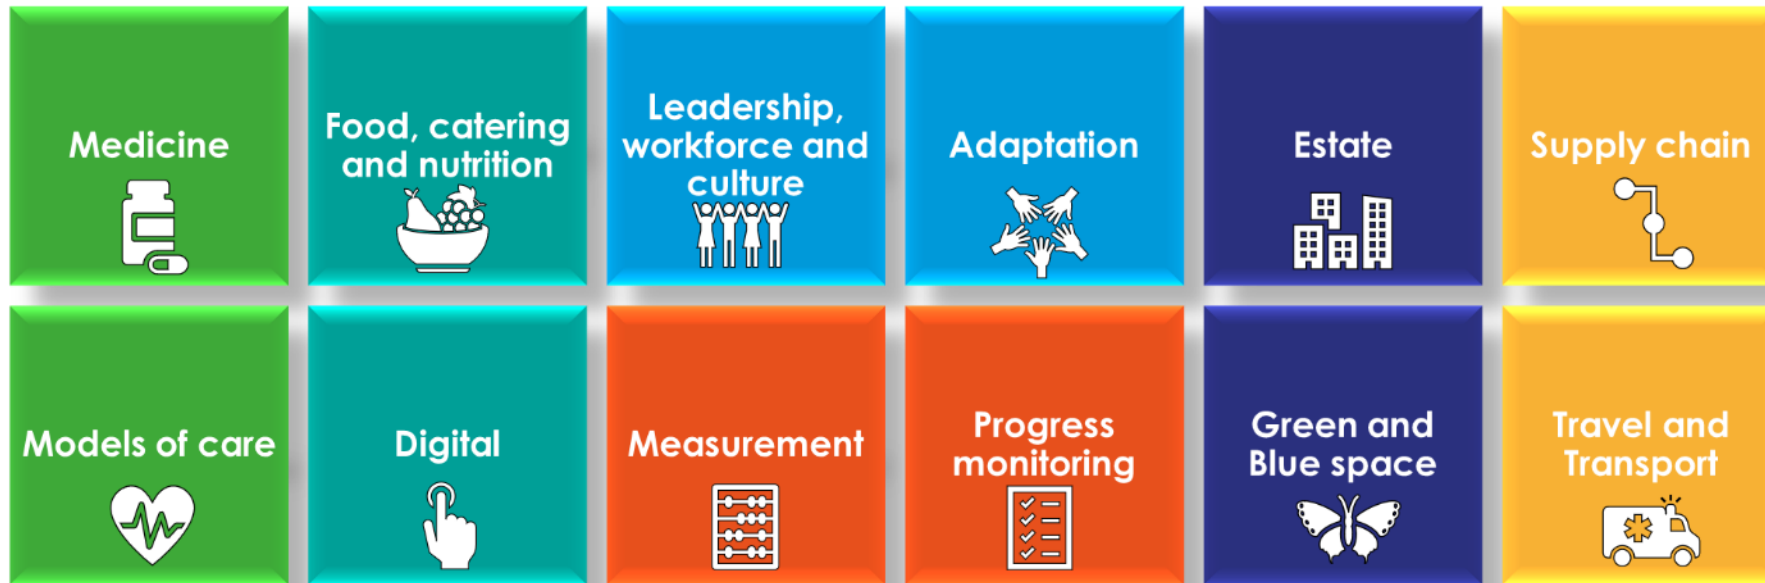 Medicine
Food, catering
and nutrition
Leadership,
workforce and
culture
Adaptation
Estate
Supply chain
Models of care
Digital
Measurement
Progress
monitoring
Green and
Blue space
Travel and
Transport